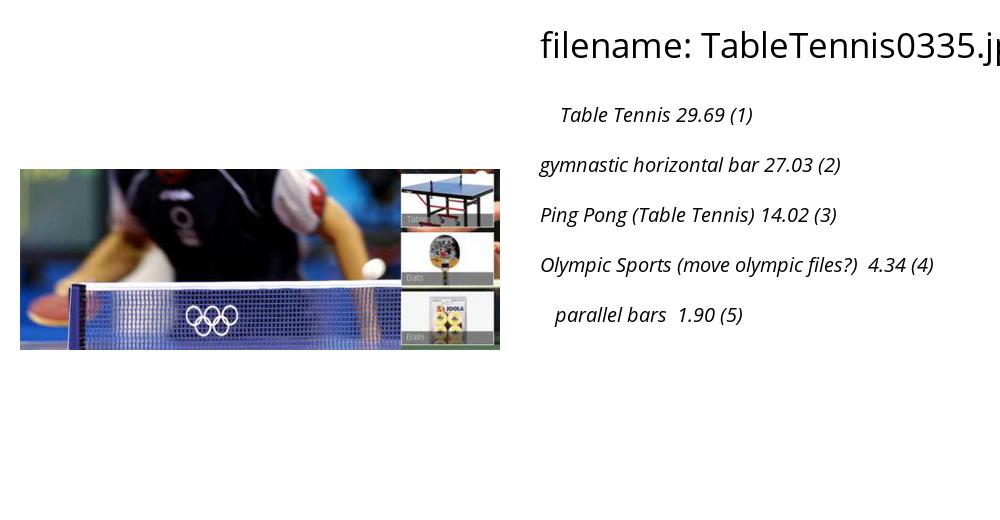 filename: TableTennis0335.jp
Table Tennis 29.69 (1)
gymnastic horizontal bar 27.03 (2)
Ping Pong (Table Tennis) 14.02 (3)
Olympic Sports (move olympic files?) 4.34 (4)
parallel bars 1.90 (5)
Tables
Bats
JOOLA
Balls